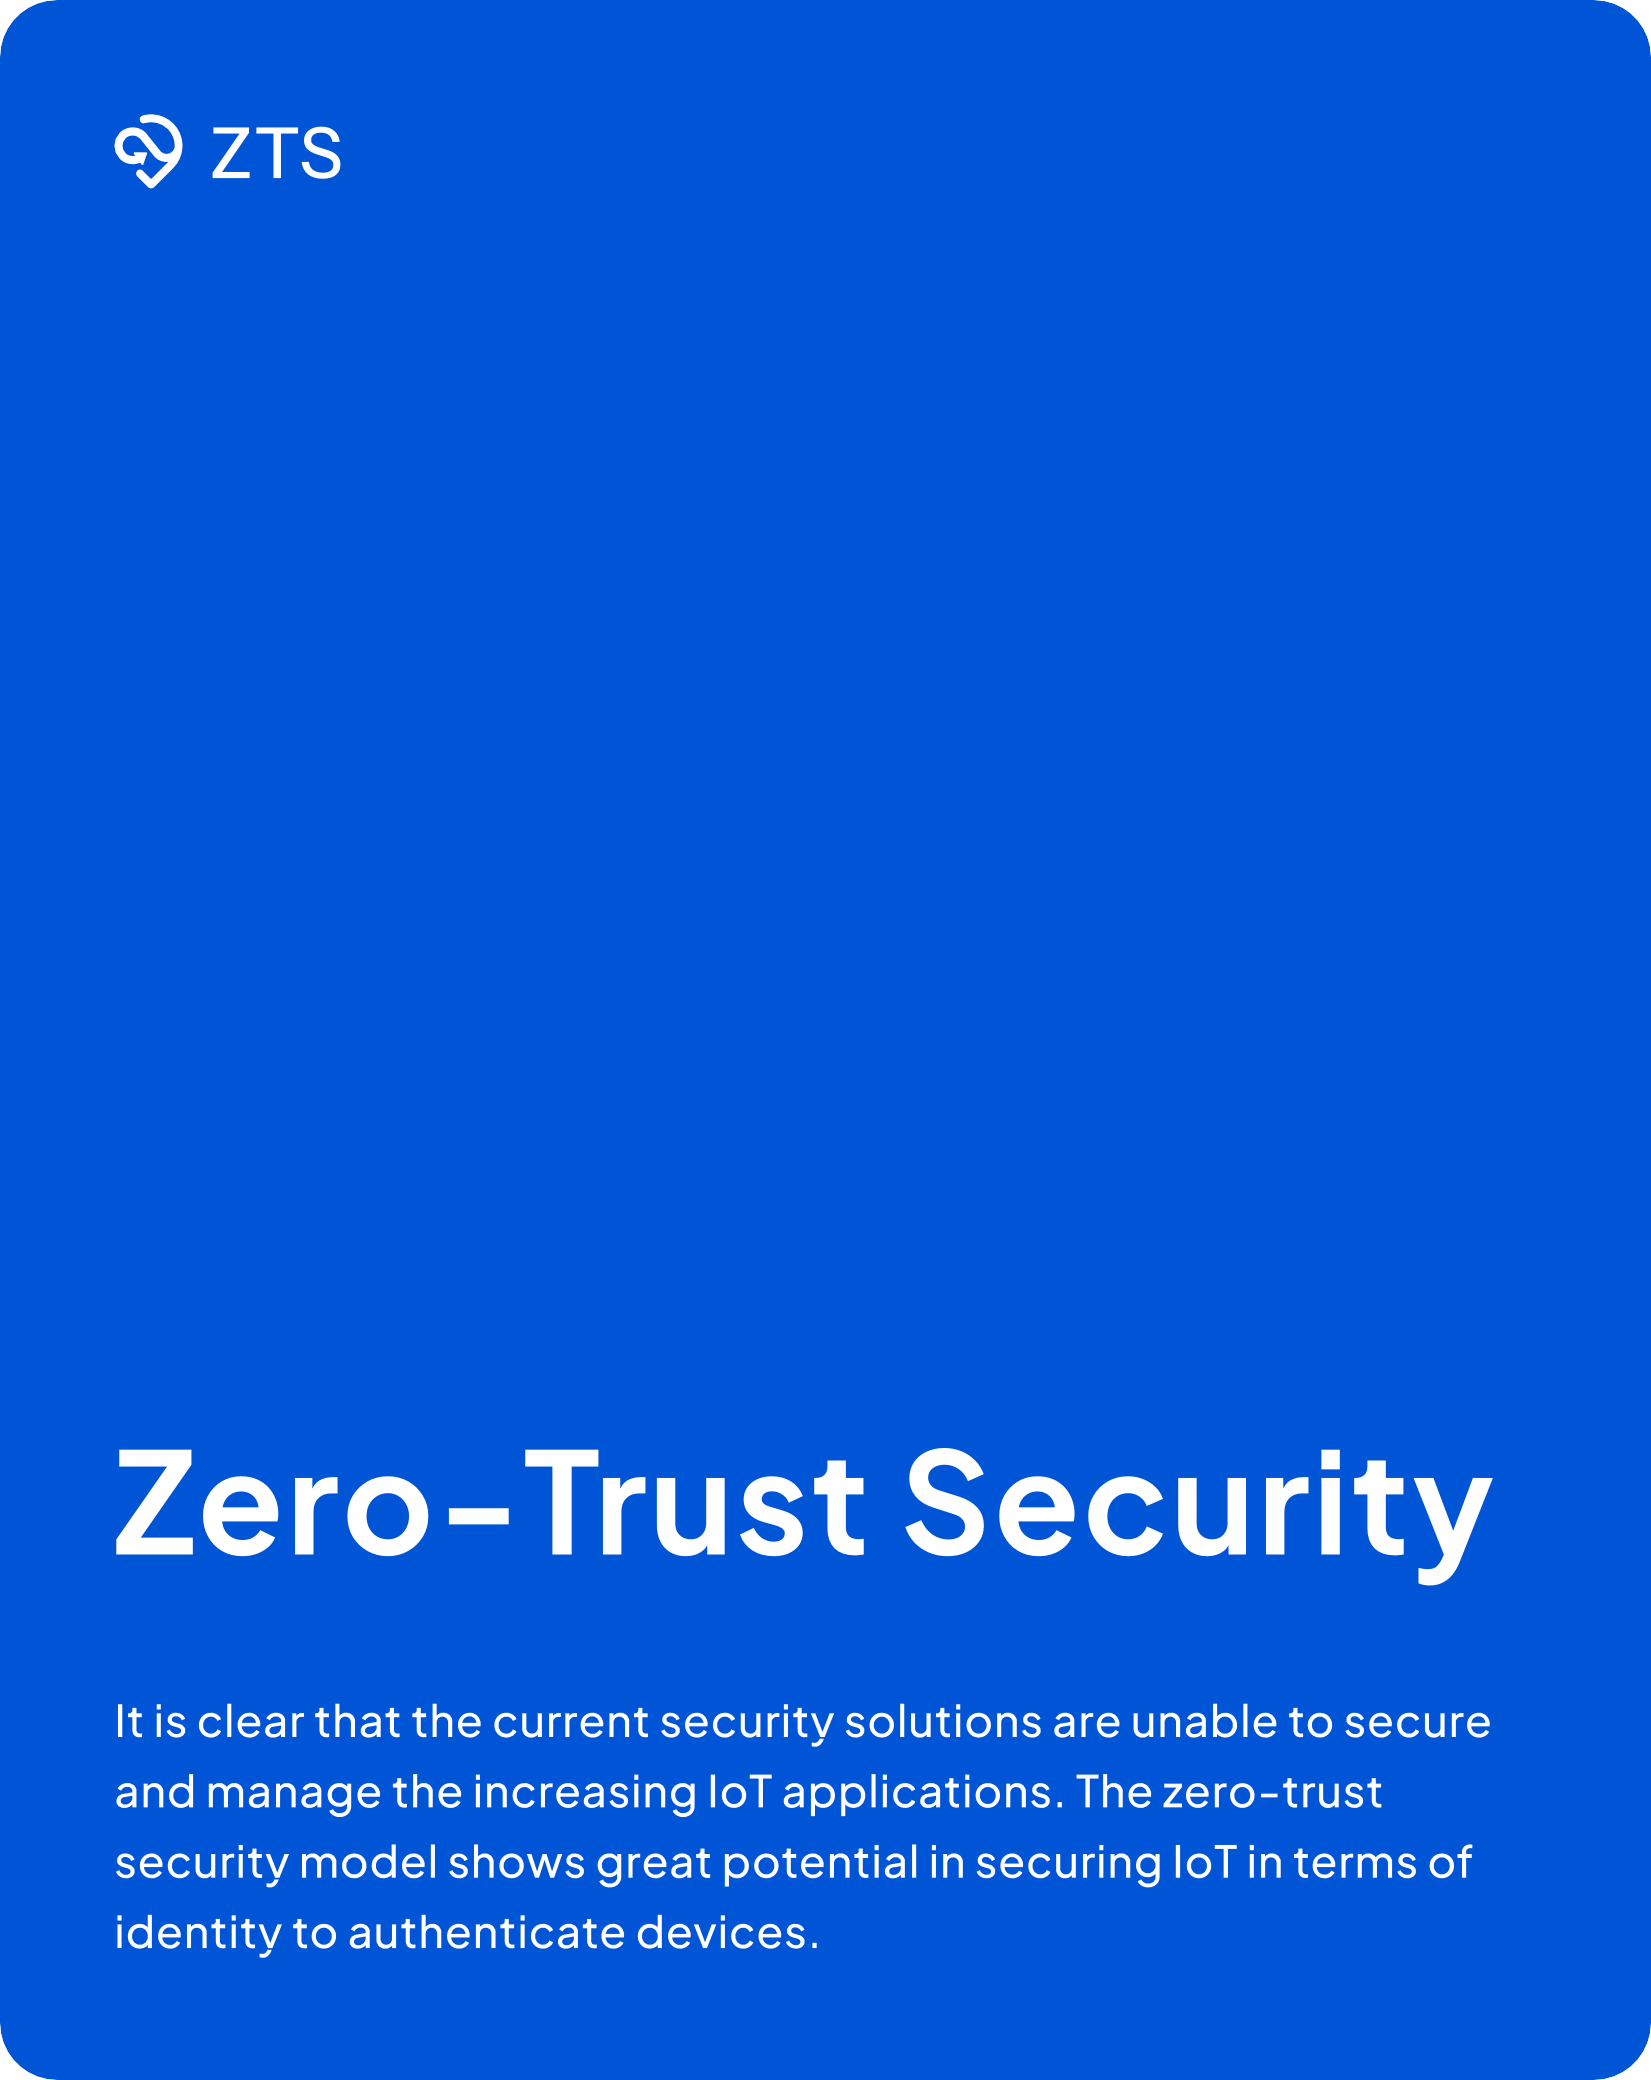 ZTS
Zero-Trust Security
It is clear that the current security solutions are unable to secure
and manage the increasing IoT applications. The zero-trust
security model shows great potential in securing IoT in terms of
identity to authenticate devices.